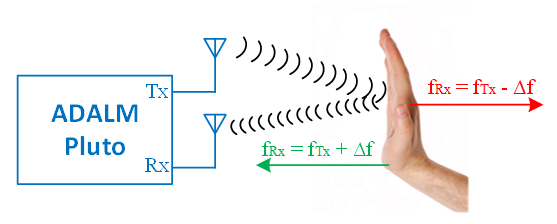 Tx
ADALM
Pluto
Rx
fRx = fTx - Δf
fRx = fTx + Δf